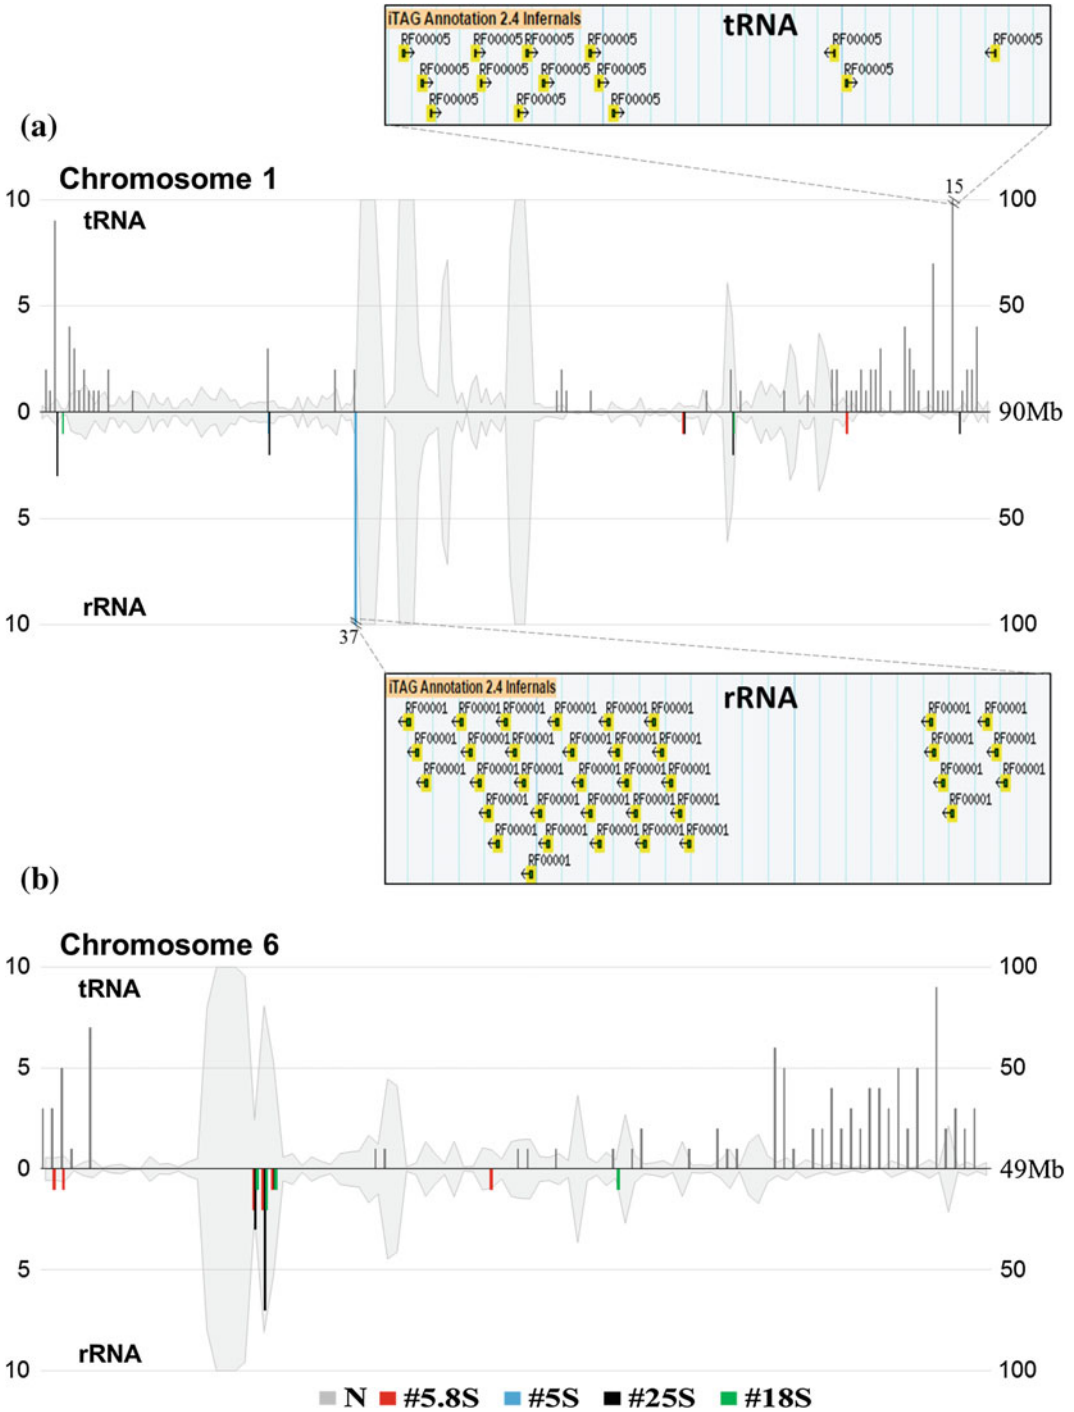 iTAG Annotation 2.4 Infernals
tRNA
RF00005 RF00005 RF00005 RF00005 RF00005 RF00005
RF00005 RF00005 RF00005 RF00005 RF00005
RF00005 RF00005 RF00005
(a)
Chromosome 1
15
10 100
tRNA
5 50
0 90Mb
5 50
rRNA
10 100
37
iTAG Annotation 2.4 Infernals
rRNA
RF00001 RF00001 RF00001 RF00001 RF00001 RF00001 RF00001 RF00001
RF00001 RF00001 RF00001 RF00001 RF00001 RF00001 RF00001 RF00001
RF00001 RF00001 RF00001 RF00001 RF00001 RF00001 RF00001 RF00001
RF00001 RF00001 RF00001 RF00001 RF00001 RF00001
RF00001 RF00001 RF00001 RF00001 RF00001
RF00001
(b)
Chromosome 6
10 100
tRNA
5 50
0 49Mb
5 50
rRNA
10 100
N #5.8S #5S #25S #18S